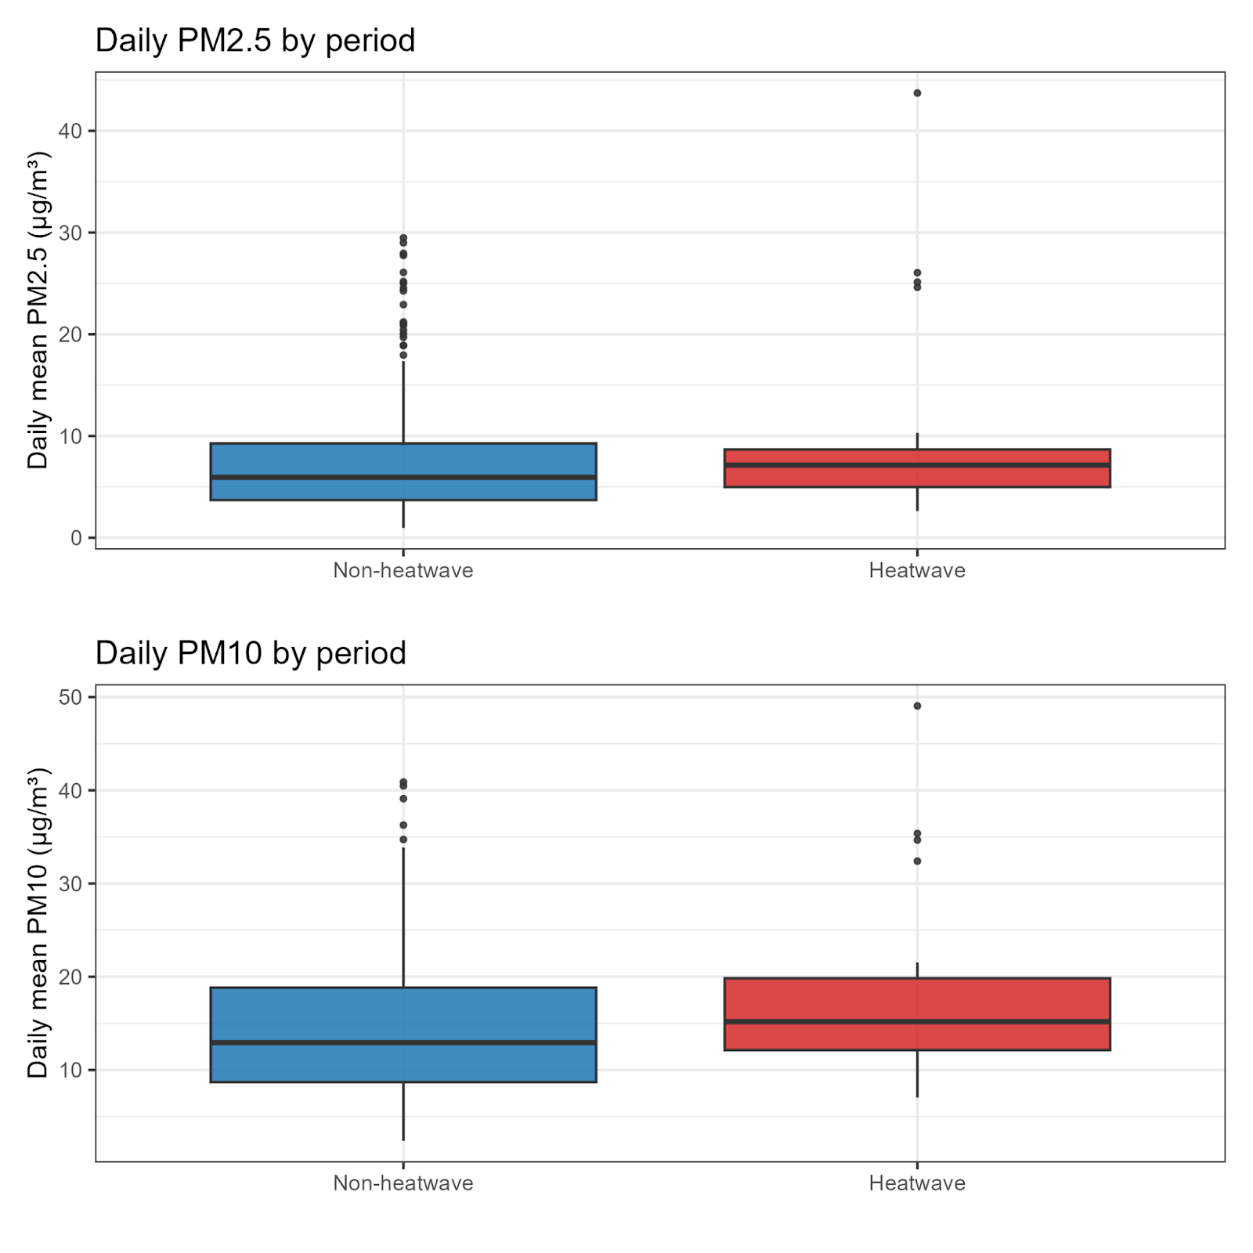 Daily PM2.5 by period
Daily mean PM2.5 (µg/m³)
40
30
20
10
0
Non-heatwave
Heatwave
Daily PM10 by period
Daily mean PM10 (µg/m³)
50
40
30
20
10
Non-heatwave
Heatwave